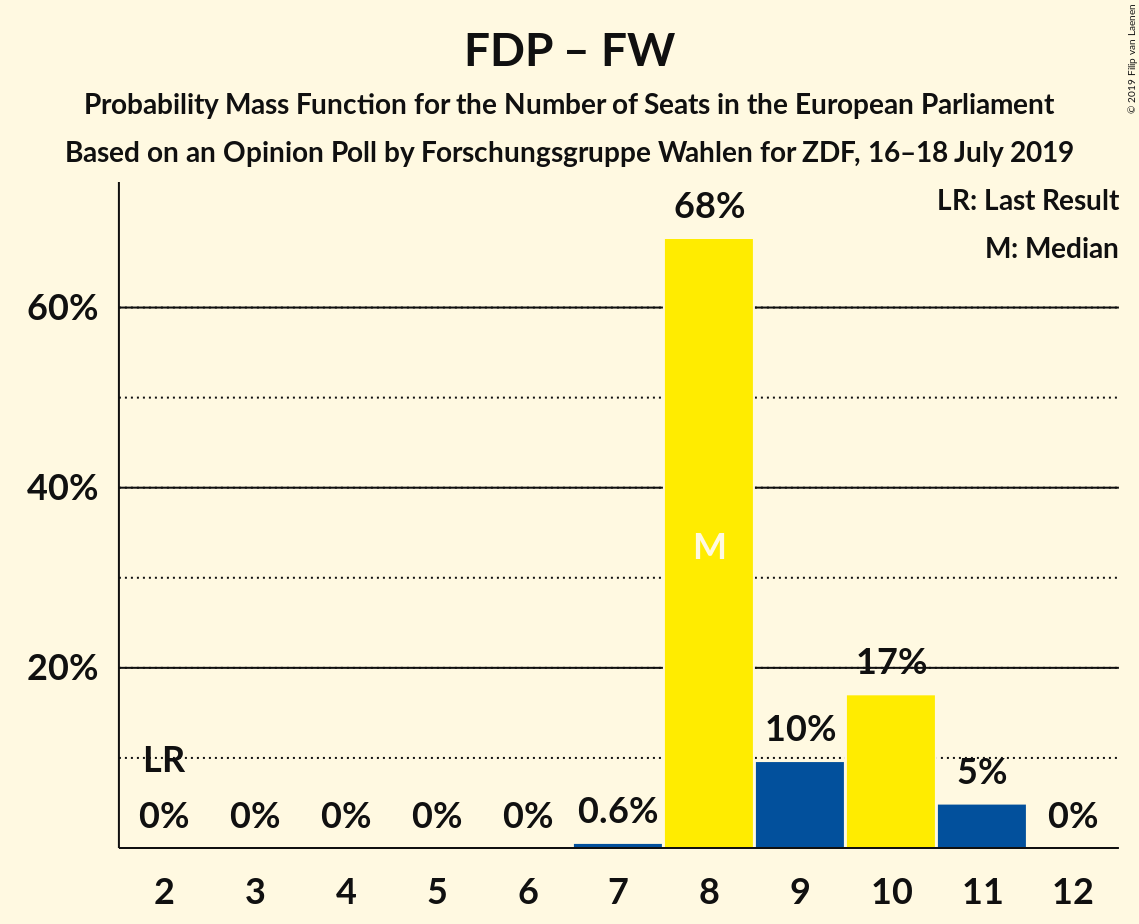 FDP – FW
Probability Mass Function for the Number of Seats in the European Parliament
Based on an Opinion Poll by Forschungsgruppe Wahlen for ZDF, 16–18 July 2019
© 2019 Filip van Laenen
LR: Last Result
M: Median
68%
60%
40%
M
20%
17%
10%
LR
5%
0% 0% 0% 0% 0% 0.6% 0%
2 3 4 5 6 7 8 9 10 11 12